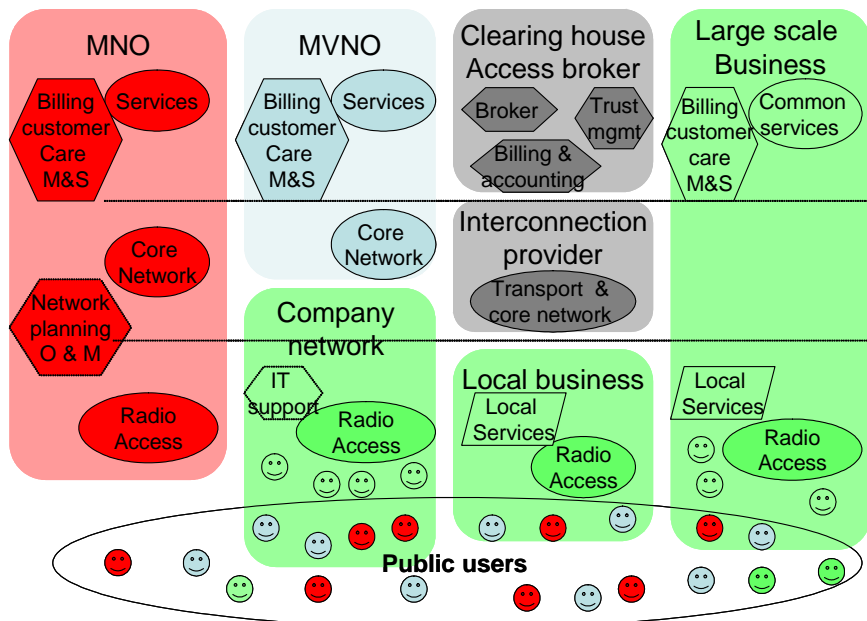 MNO
Billing
customer
Care
M&S
Services
Core
Network
Network
planning
O & M
Radio
Access
MVNO
Billing
customer
Care
M&S
Services
Core
Network
Company
network
IT
support
Radio
Access
Clearing house
Access broker
Broker
Trust
mgmt
Billing &
accounting
Interconnection
provider
Transport &
core network
Local business
Local
Services
Radio
Access
Large scale
Business
Billing
customer
care
M&S
Common
services
Local
Services
Radio
Access
Public users